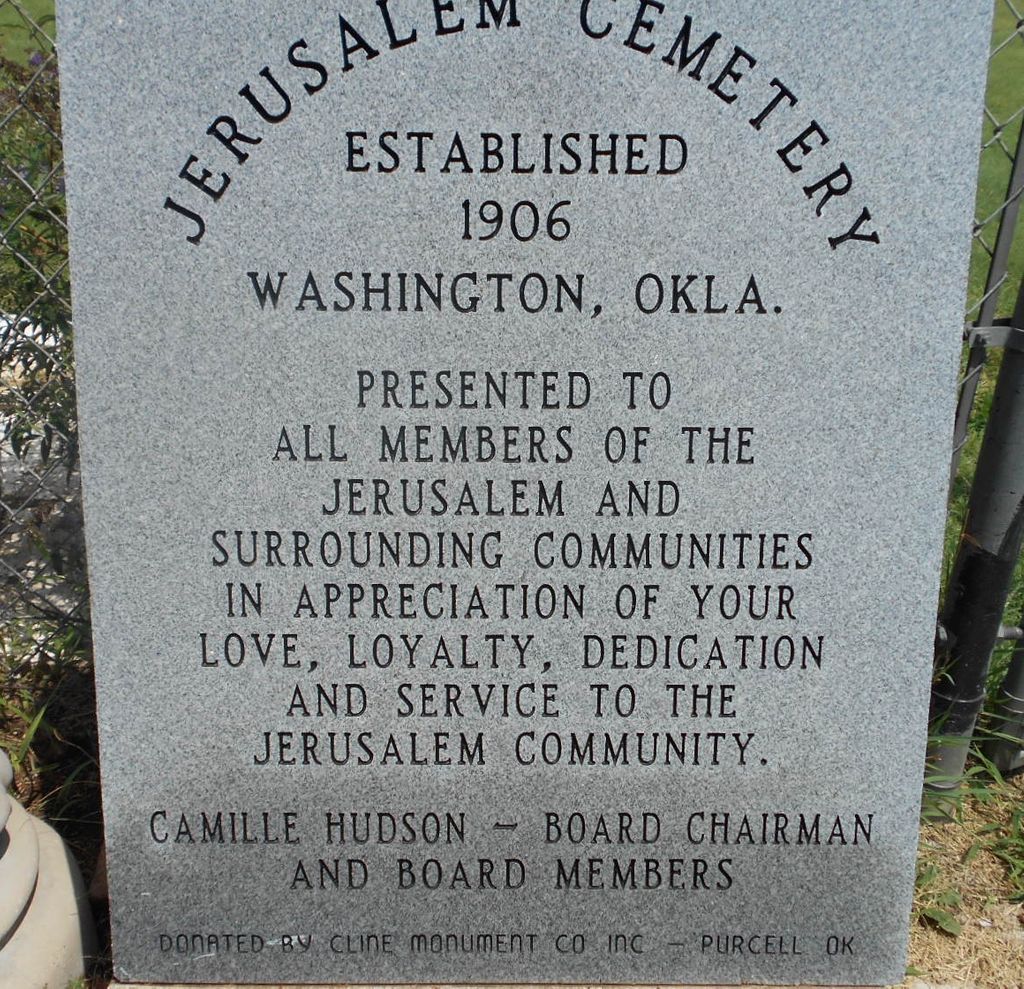 JERUSALEM CEMETERY
ESTABLISHED
1906
WASHINGTON, OKLA.
PRESENTED TO
ALL MEMBERS OF THE
JERUSALEM AND
SURROUNDING COMMUNITIES
IN APPRECIATION OF YOUR
LOVE, LOYALTY, DEDICATION
AND SERVICE TO THE
JERUSALEM COMMUNITY.
CAMILLE HUDSON – BOARD CHAIRMAN
AND BOARD MEMBERS
DONATED BY CLINE MONUMENT CO INC – PURCELL OK